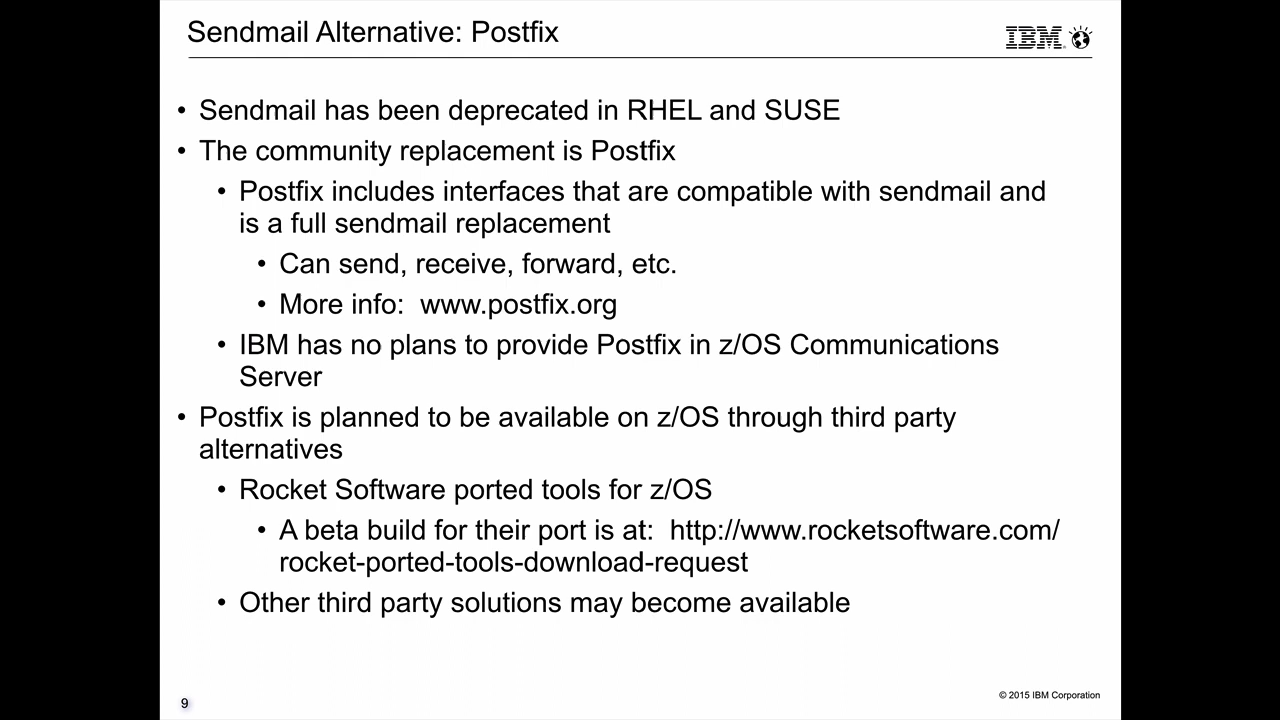 Sendmail Alternative: Postfix
IBM
• Sendmail has been deprecated in RHEL and SUSE
• The community replacement is Postfix
• Postfix includes interfaces that are compatible with sendmail and
is a full sendmail replacement
• Can send, receive, forward, etc.
• More info:  www.postfix.org
• IBM has no plans to provide Postfix in z/OS Communications
Server
• Postfix is planned to be available on z/OS through third party
alternatives
• Rocket Software ported tools for z/OS
• A beta build for their port is at:  http://www.rocketsoftware.com/
rocket-ported-tools-download-request
• Other third party solutions may become available
9
© 2015 IBM Corporation